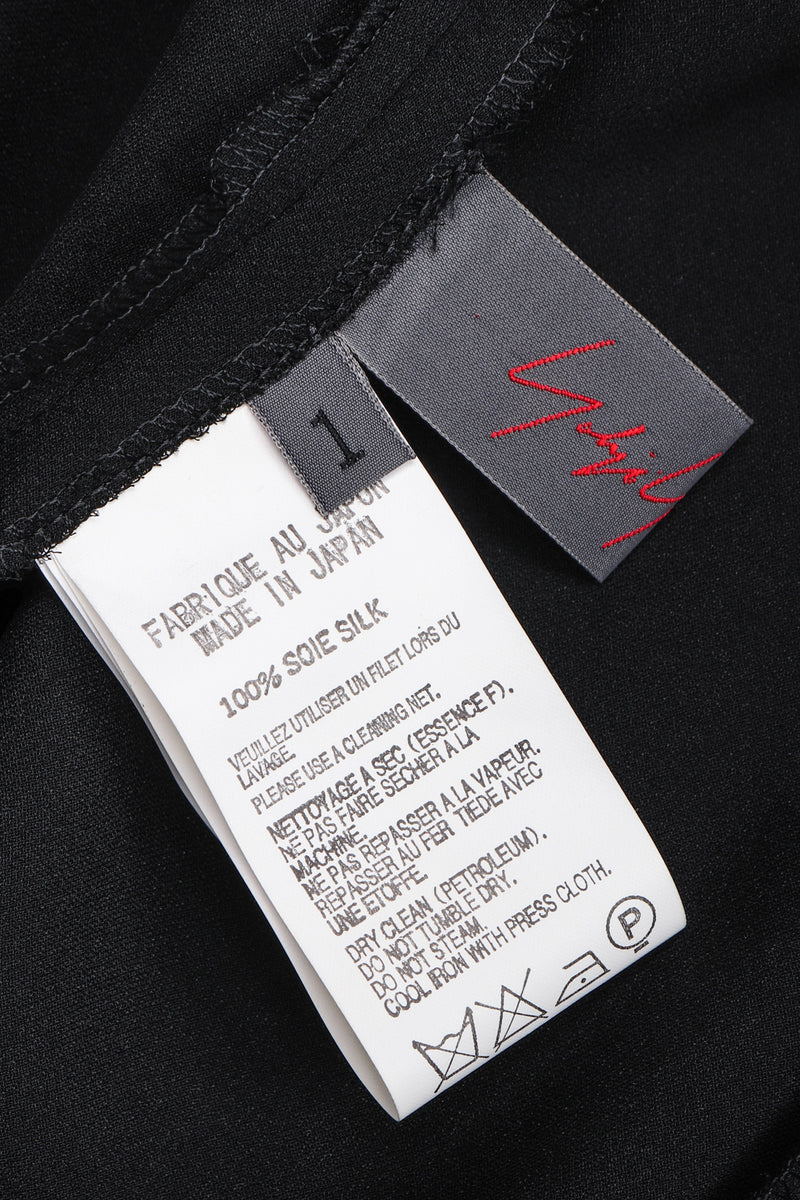 1
FABRIQUE AU JAPON
MADE IN JAPAN
100% SOIE SILK
VEUILLEZ UTILISER UN FILET LORS DU
LAVAGE.
PLEASE USE A CLEANING NET.
NETTOYAGE A SEC (ESSENCE F).
NE PAS FAIRE SECHER A LA
MACHINE.
NE PAS REPASSER A LA VAPEUR.
REPASSER AU FER TIEDE AVEC
UNE ETOFFE.
DRY CLEAN (PETROLEUM).
DO NOT TUMBLE DRY.
DO NOT STEAM.
COOL IRON WITH PRESS CLOTH.
P